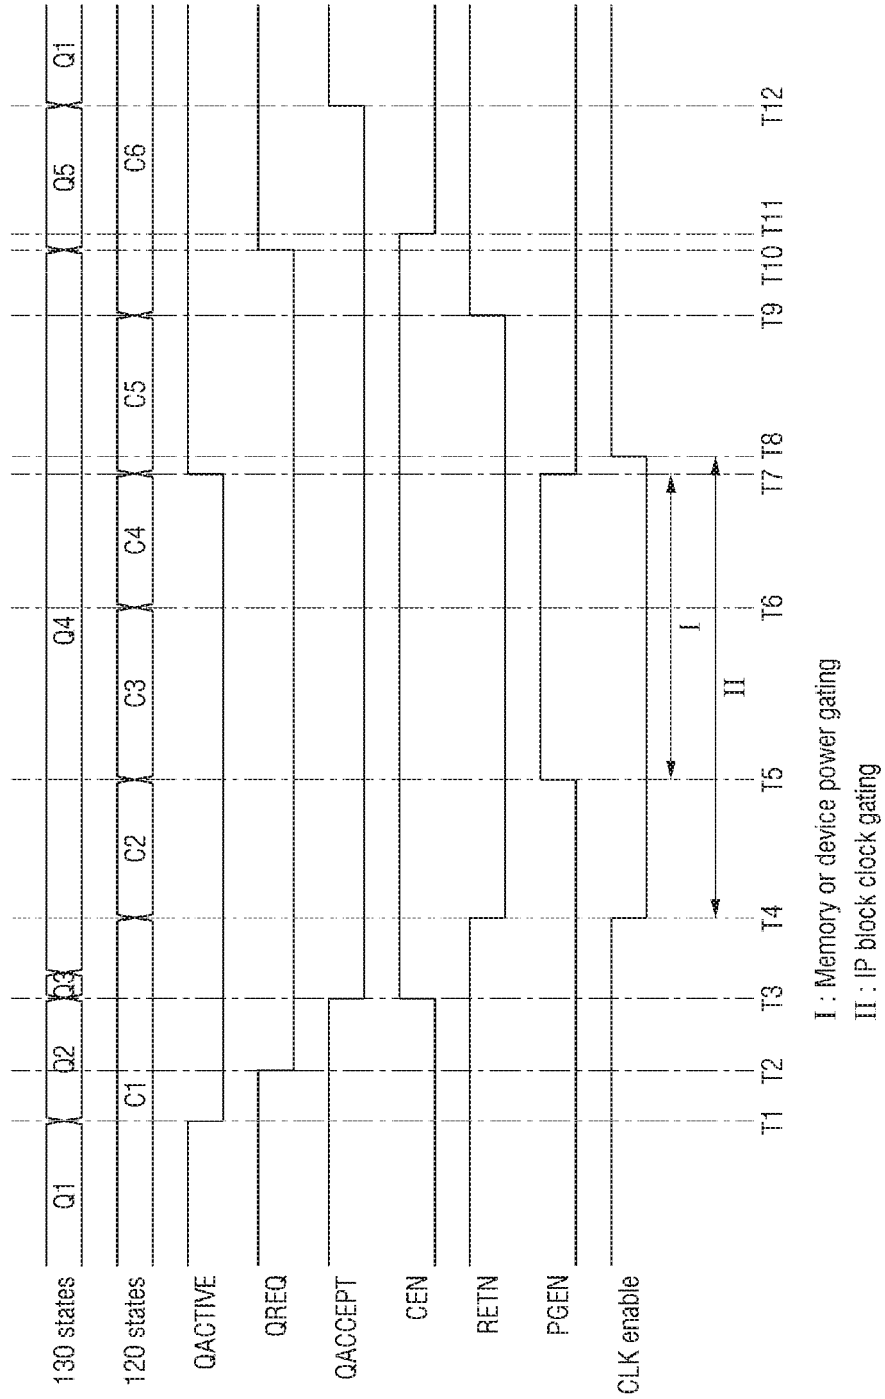 130 states Q1 Q2 Q3 Q4 Q5 Q1
120 states C1 C2 C3 C4 C5 C6
QACTIVE
QREQ
QACCEPT
CEN
RETN
PGEN
CLK enable
I
II
T1 T2 T3 T4 T5 T6 T7 T8 T9 T10 T11 T12
I : Memory or device power gating
II : IP block clock gating